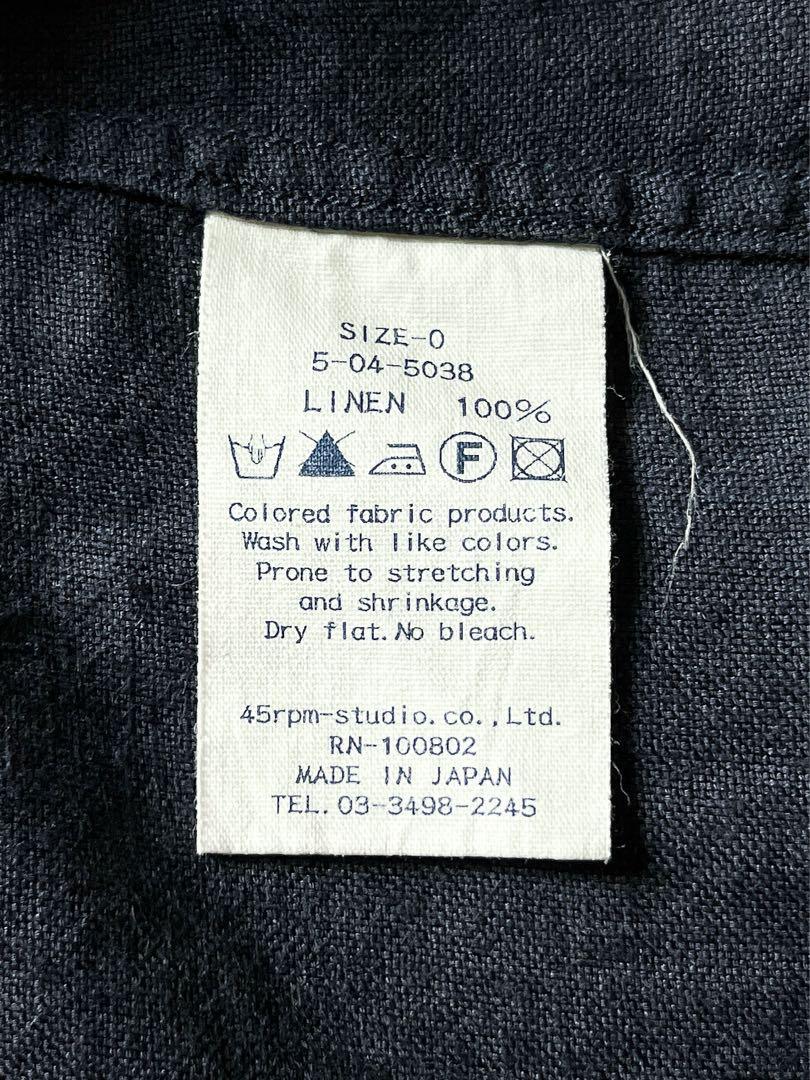 SIZE-0
5-04-5038
LINEN 100%
F
Colored fabric products.
Wash with like colors.
Prone to stretching
and shrinkage.
Dry flat. No bleach.
45rpm-studio.co.,Ltd.
RN-100802
MADE IN JAPAN
TEL.03-3498-2245